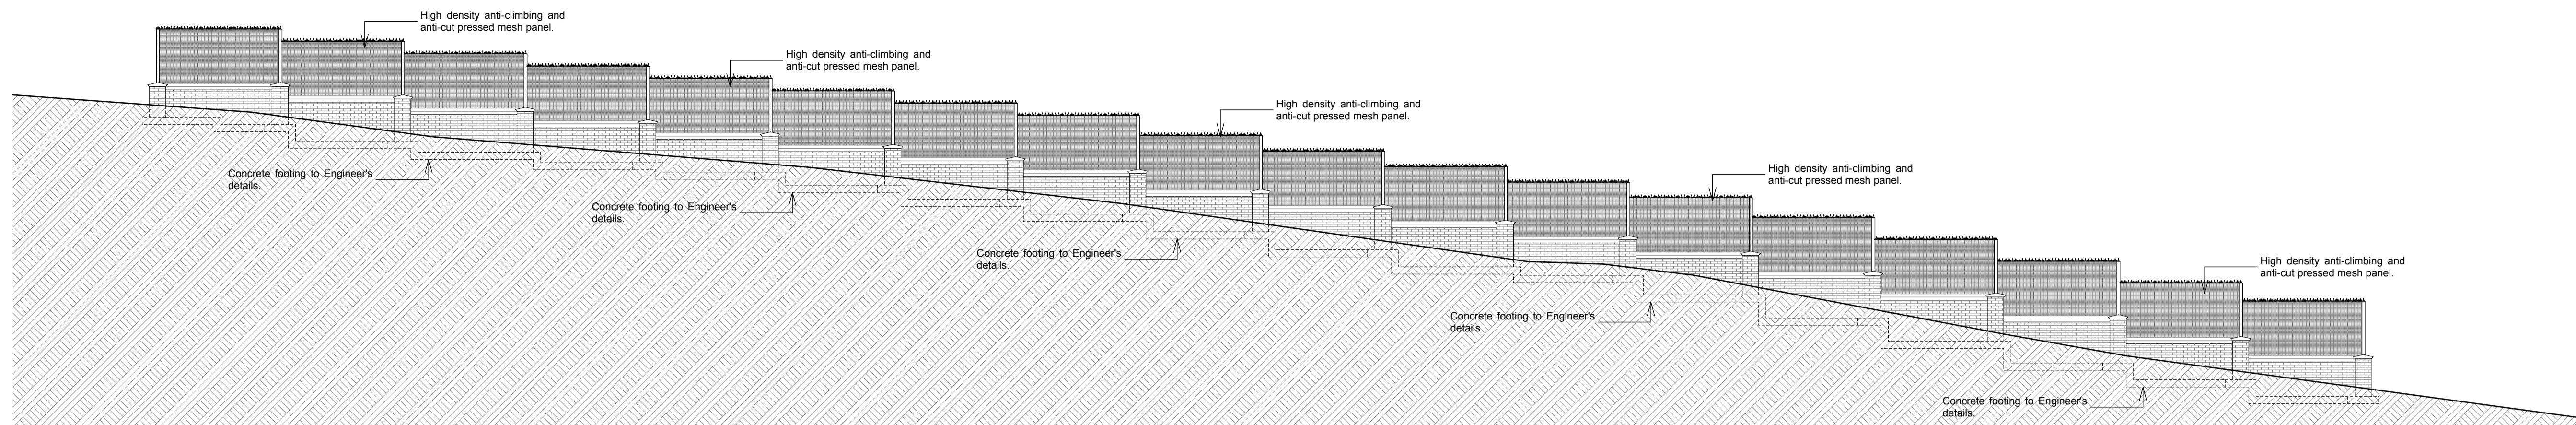 High density anti-climbing and
anti-cut pressed mesh panel.
High density anti-climbing and
anti-cut pressed mesh panel.
High density anti-climbing and
anti-cut pressed mesh panel.
High density anti-climbing and
anti-cut pressed mesh panel.
High density anti-climbing and
anti-cut pressed mesh panel.
Concrete footing to Engineer's
details.
Concrete footing to Engineer's
details.
Concrete footing to Engineer's
details.
Concrete footing to Engineer's
details.
Concrete footing to Engineer's
details.